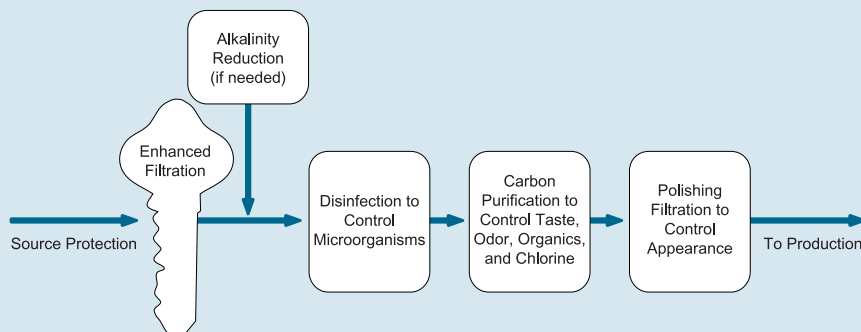 Alkalinity
Reduction
(if needed)
Enhanced
Filtration
Source Protection
Disinfection to
Control
Microorganisms
Carbon
Purification to
Control Taste,
Odor, Organics,
and Chlorine
Polishing
Filtration to
Control
Appearance
To Production